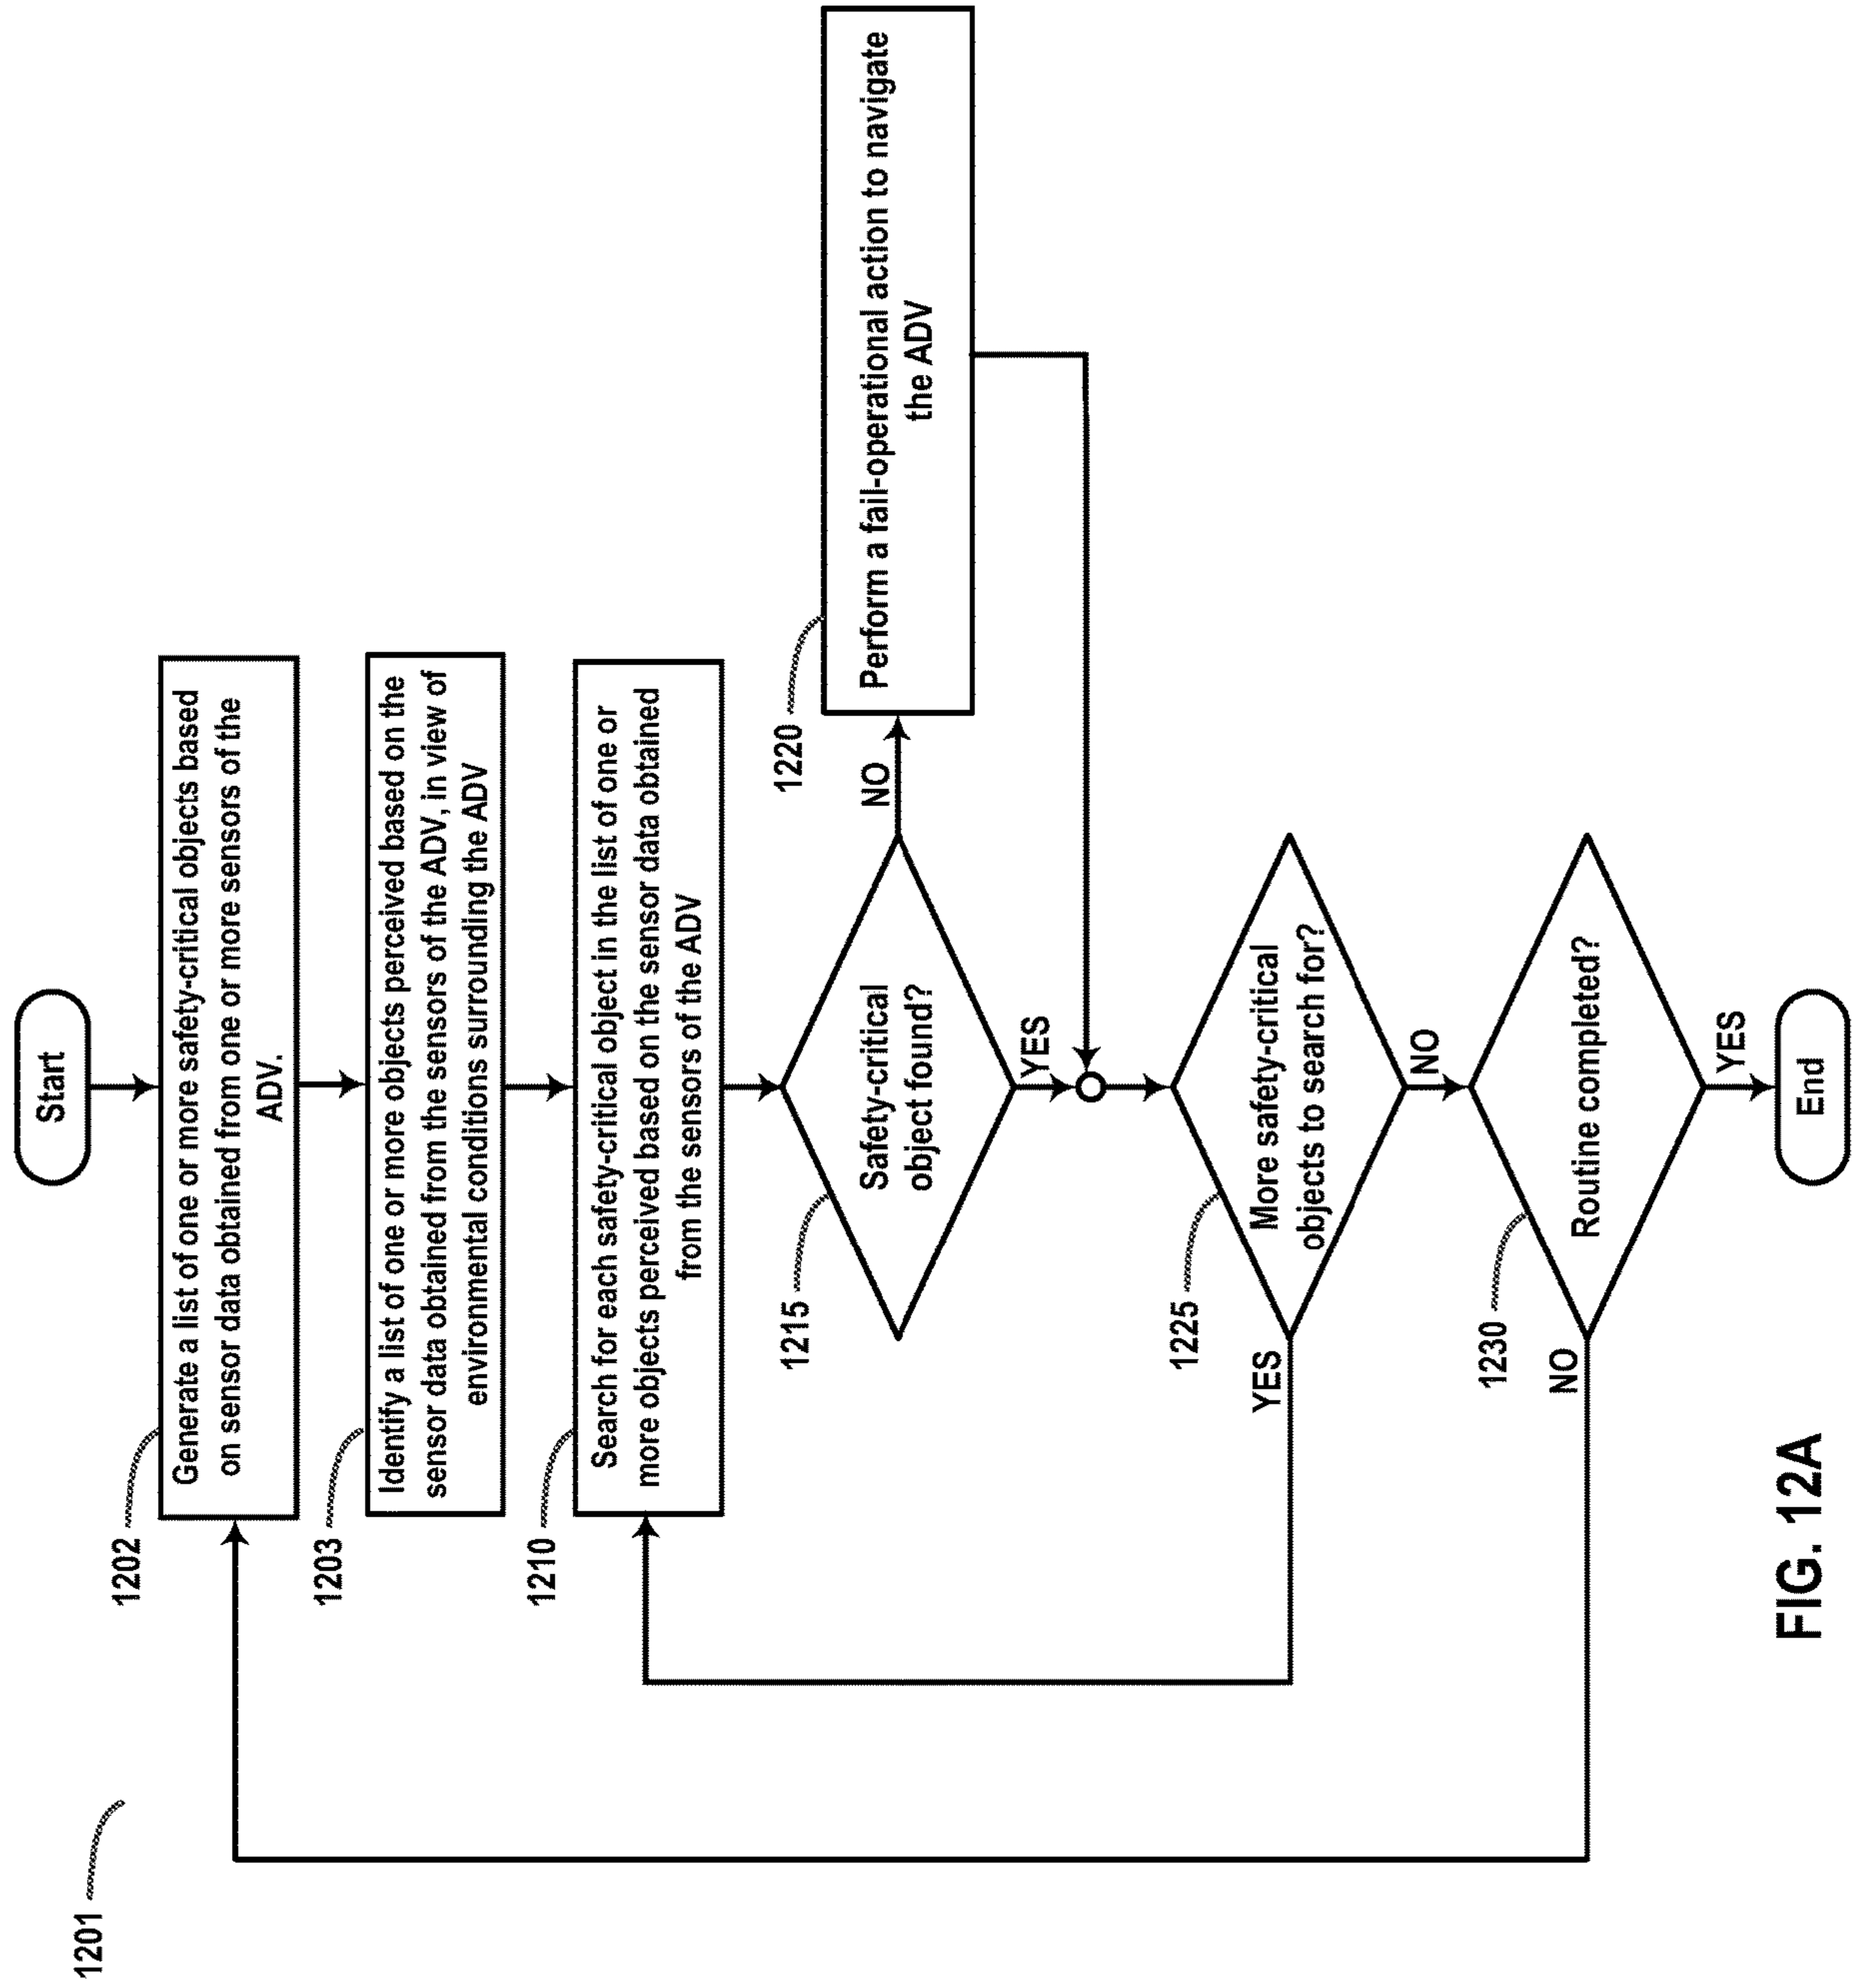 Start
1201
1202
Generate a list of one or more safety-critical objects based
on sensor data obtained from one or more sensors of the
ADV.
1203
Identify a list of one or more objects perceived based on the
sensor data obtained from the sensors of the ADV, in view of
environmental conditions surrounding the ADV
1210
Search for each safety-critical object in the list of one or
more objects perceived based on the sensor data obtained
from the sensors of the ADV
1215
Safety-critical
object found?
NO
1220
Perform a fail-operational action to navigate
the ADV
YES
1225
More safety-critical
objects to search for?
YES
NO
1230
Routine completed?
NO
YES
End
FIG. 12A